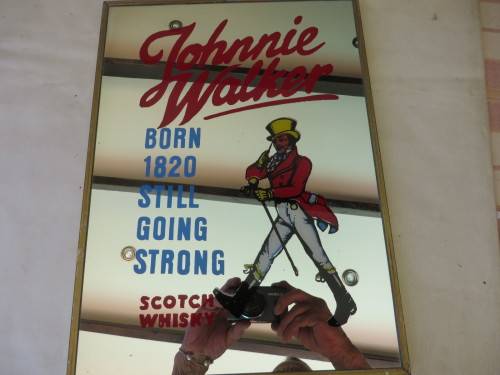 Johnnie
Walker
BORN
1820
STILL
GOING
STRONG
SCOTCH
WHISKY